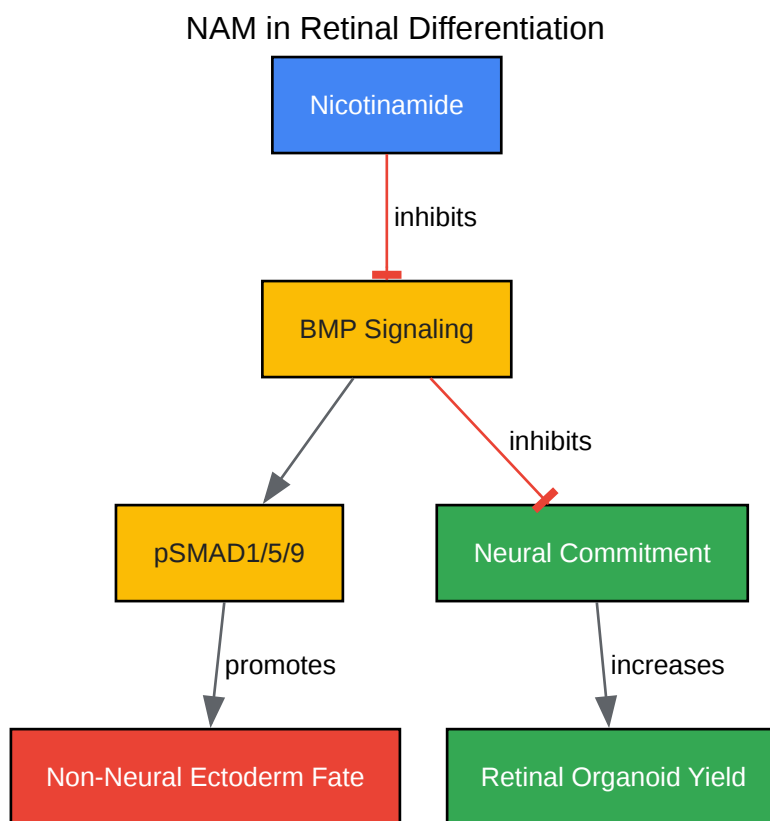 NAM in Retinal Differentiation
Nicotinamide
inhibits
BMP Signaling
inhibits
pSMAD1/5/9
Neural Commitment
promotes
increases
Non-Neural Ectoderm Fate
Retinal Organoid Yield